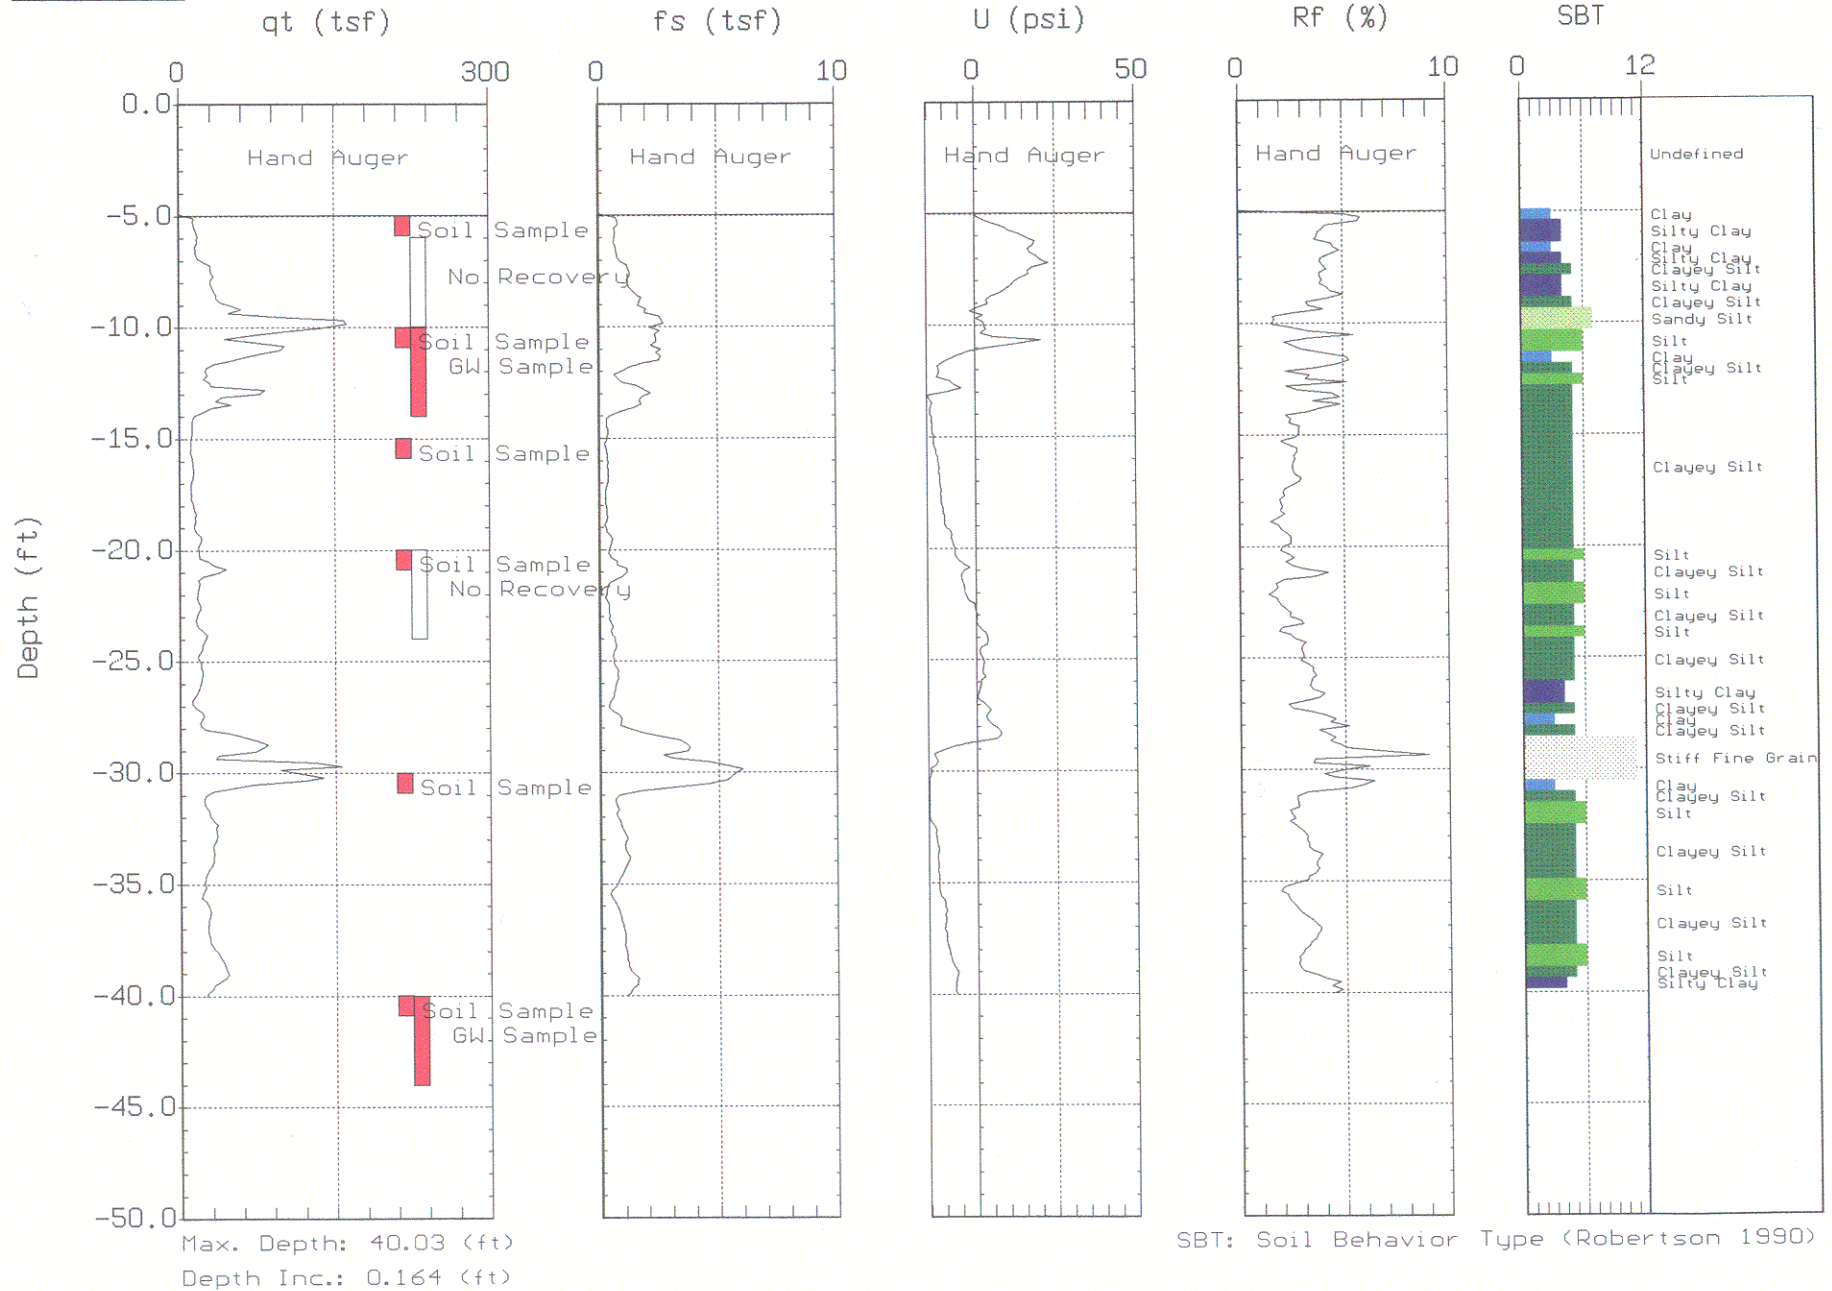 qt (tsf) fs (tsf) U (psi) Rf (%) SBT
0 300 0 10 0 50 0 10 0 12
0.0
Hand Auger Hand Auger Hand Auger Hand Auger Undefined
-5.0
Clay
Soil Sample
Silty Clay
Clay
Silty Clay
Clayey Silt
No Recovery
Silty Clay
Clayey Silt
Sandy Silt
-10.0
Soil Sample
Silt
Clay
GW Sample
Clayey Silt
Silt
-15.0
Soil Sample
Clayey Silt
-20.0
Silt
Soil Sample
Clayey Silt
No Recovery
Silt
Clayey Silt
Silt
-25.0
Clayey Silt
Silty Clay
Clayey Silt
Clay
Clayey Silt
Stiff Fine Grain
-30.0
Soil Sample
Clay
Clayey Silt
Silt
Clayey Silt
-35.0
Silt
Clayey Silt
Silt
Clayey Silt
Silty Clay
-40.0
Soil Sample
GW Sample
-45.0
-50.0
Depth (ft)
Max. Depth: 40.03 (ft)
Depth Inc.: 0.164 (ft)
SBT: Soil Behavior Type (Robertson 1990)